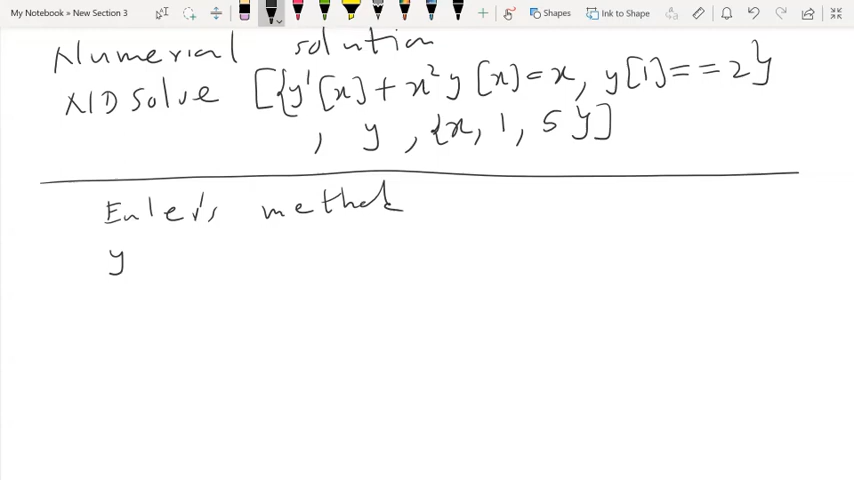 My Notebook » New Section 3
Shapes
Ink to Shape
Numerical solution
NDSolve [{y'[x] + x² y [x] = x, y[1] == 2}
, y , {x, 1, 5 }]
Euler's method
y